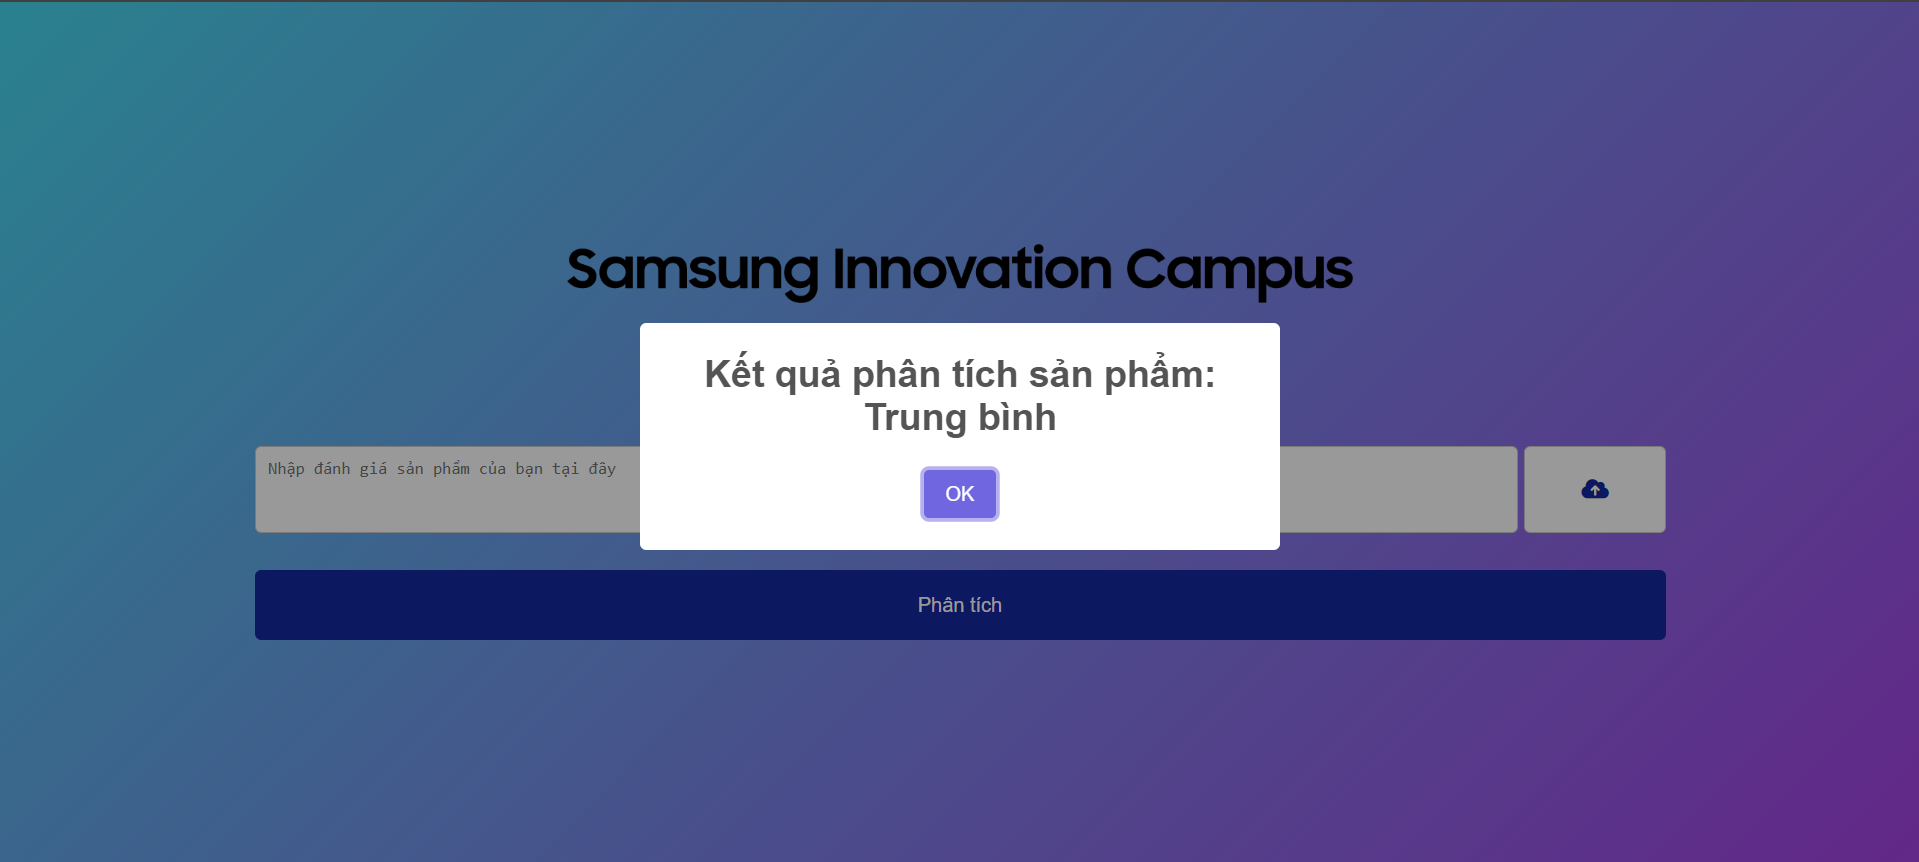 Samsung Innovation Campus
Kết quả phân tích sản phẩm:
Trung bình
Nhập đánh giá sản phẩm của bạn tại đây
OK
Phân tích